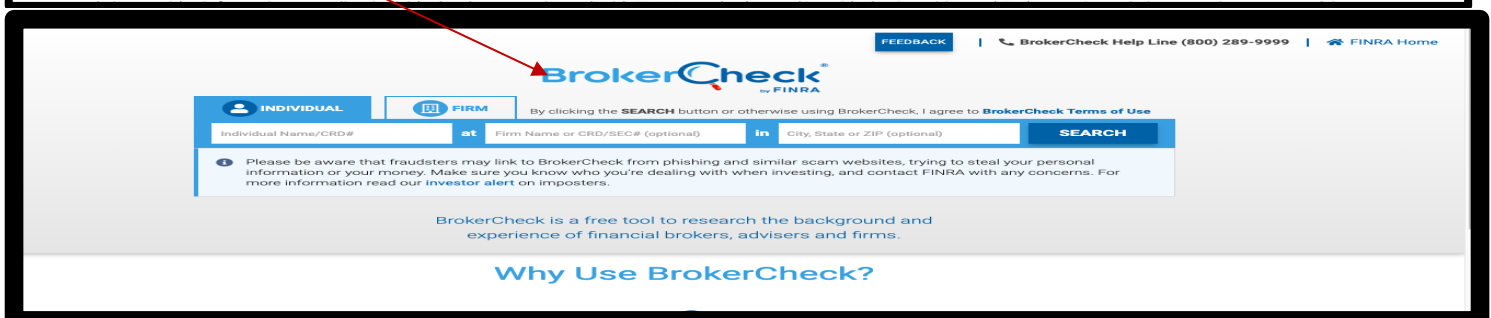 FEEDBACK | BrokerCheck Help Line (800) 289-9999 | FINRA Home
BrokerCheck®
by FINRA
INDIVIDUAL FIRM By clicking the SEARCH button or otherwise using BrokerCheck, I agree to BrokerCheck Terms of Use
Individual Name/CRD# at Firm Name or CRD/SEC# (optional) in City, State or ZIP (optional) SEARCH
Please be aware that fraudsters may link to BrokerCheck from phishing and similar scam websites, trying to steal your personal
information or your money. Make sure you know who you're dealing with when investing, and contact FINRA with any concerns. For
more information read our investor alert on imposters.
BrokerCheck is a free tool to research the background and
experience of financial brokers, advisers and firms.
Why Use BrokerCheck?